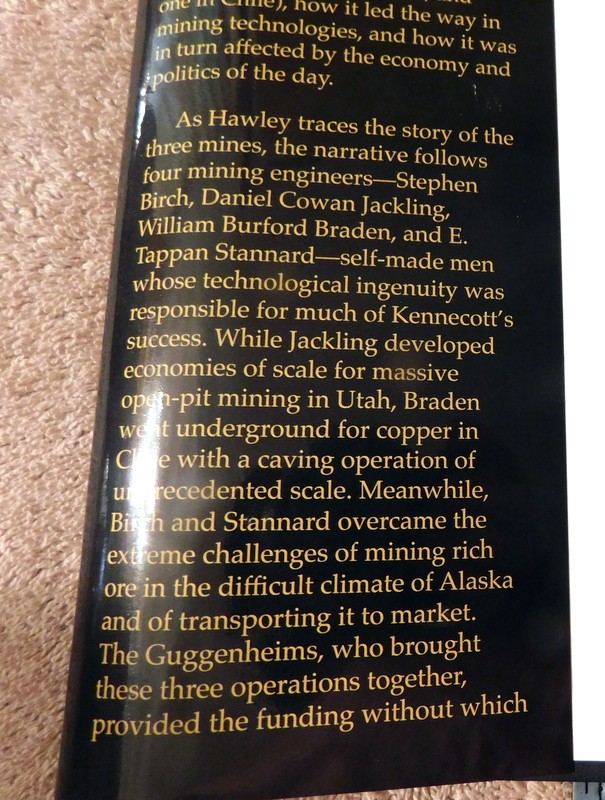 one in Chile), how it led the way in
mining technologies, and how it was
in turn affected by the economy and
politics of the day.
As Hawley traces the story of the
three mines, the narrative follows
four mining engineers—Stephen
Birch, Daniel Cowan Jackling,
William Burford Braden, and E.
Tappan Stannard—self-made men
whose technological ingenuity was
responsible for much of Kennecott's
success. While Jackling developed
economies of scale for massive
open-pit mining in Utah, Braden
went underground for copper in
Chile with a caving operation of
unprecedented scale. Meanwhile,
Birch and Stannard overcame the
extreme challenges of mining rich
ore in the difficult climate of Alaska
and of transporting it to market.
The Guggenheims, who brought
these three operations together,
provided the funding without which